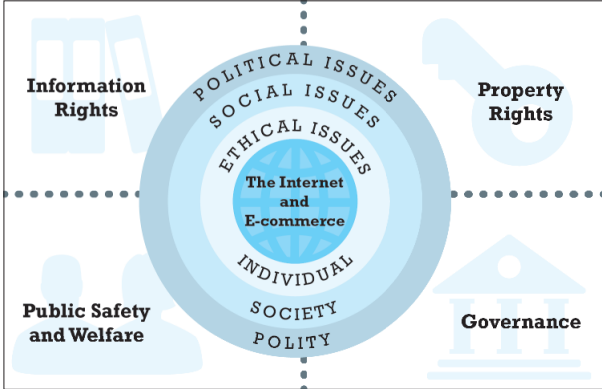 POLITICAL ISSUES
SOCIAL ISSUES
ETHICAL ISSUES
Information
Rights
Property
Rights
The Internet
and
E-commerce
INDIVIDUAL
SOCIETY
POLITY
Public Safety
and Welfare
Governance